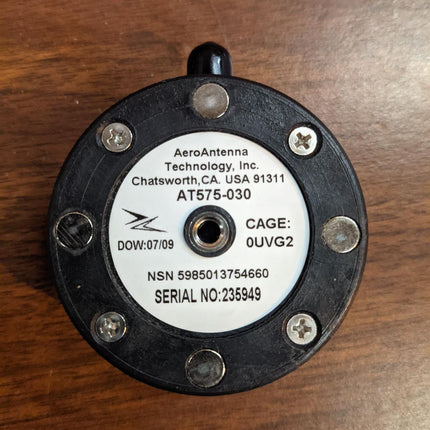 AeroAntenna
Technology, Inc.
Chatsworth,CA. USA 91311
AT575-030
CAGE:
DOW:07/09
0UVG2
NSN 5985013754660
SERIAL NO:235949